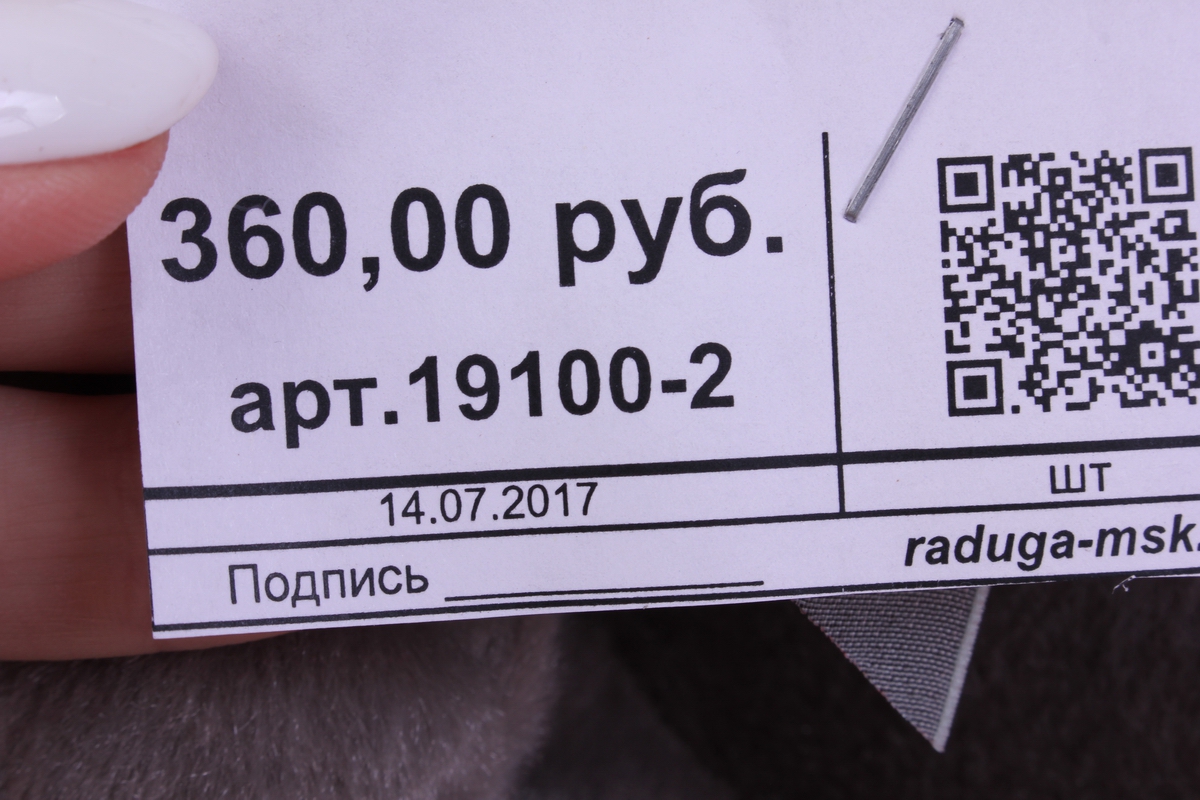 360,00 руб.
арт.19100-2
14.07.2017
шт
Подпись
raduga-msk.